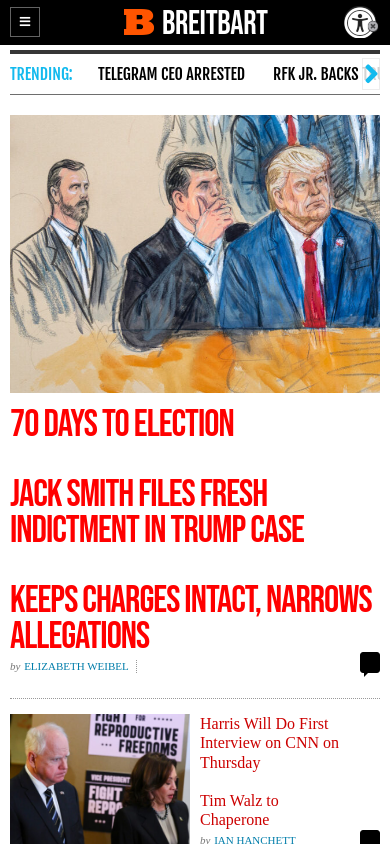 B BREITBART
TRENDING: TELEGRAM CEO ARRESTED RFK JR. BACKS
70 DAYS TO ELECTION
JACK SMITH FILES FRESH
INDICTMENT IN TRUMP CASE
KEEPS CHARGES INTACT, NARROWS
ALLEGATIONS
by ELIZABETH WEIBEL
FIGHT FOR
REPRODUCTIVE
FREEDOMS
FIGHT
REPRO
Harris Will Do First
Interview on CNN on
Thursday
Tim Walz to
Chaperone
by IAN HANCHETT